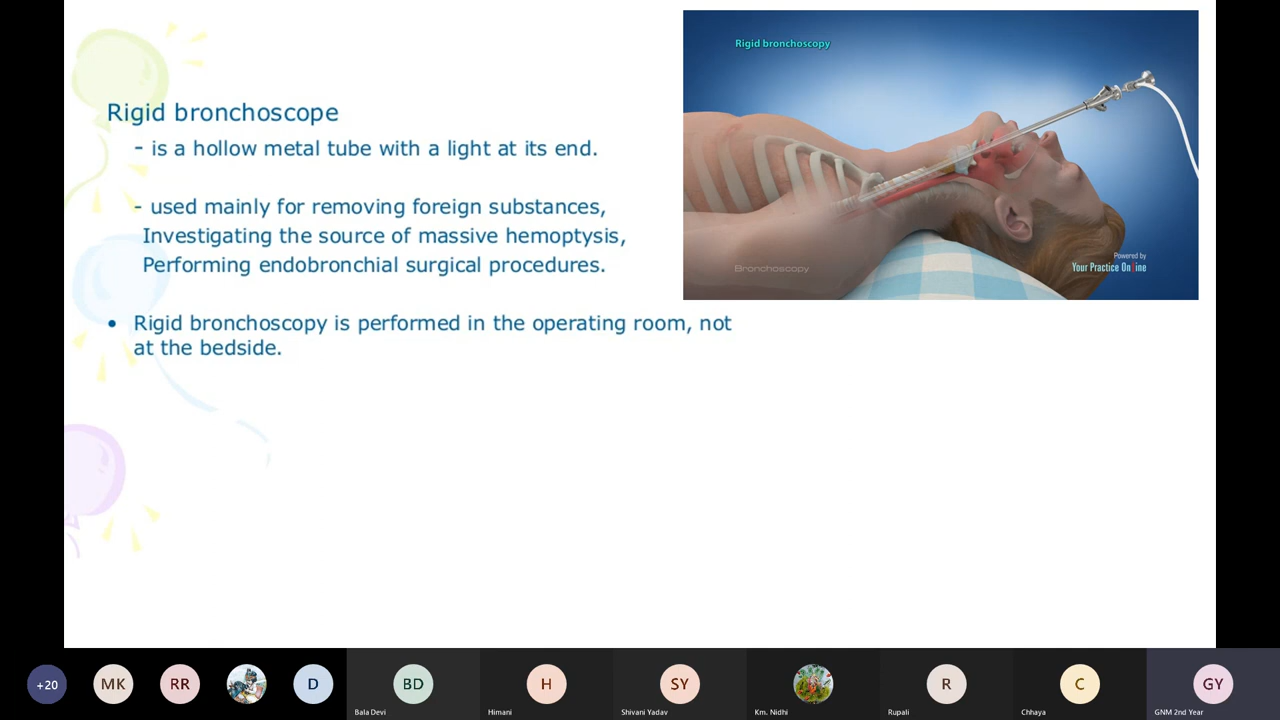 Rigid bronchoscopy
Rigid bronchoscope
- is a hollow metal tube with a light at its end.
- used mainly for removing foreign substances,
Investigating the source of massive hemoptysis,
Performing endobronchial surgical procedures.
Bronchoscopy
Powered by
Your Practice Online
• Rigid bronchoscopy is performed in the operating room, not
at the bedside.
+20
MK
RR
D
BD
Bala Devi
H
Himani
SY
Shivani Yadav
Km. Nidhi
R
Rupali
C
Chhaya
GY
GNM 2nd Year